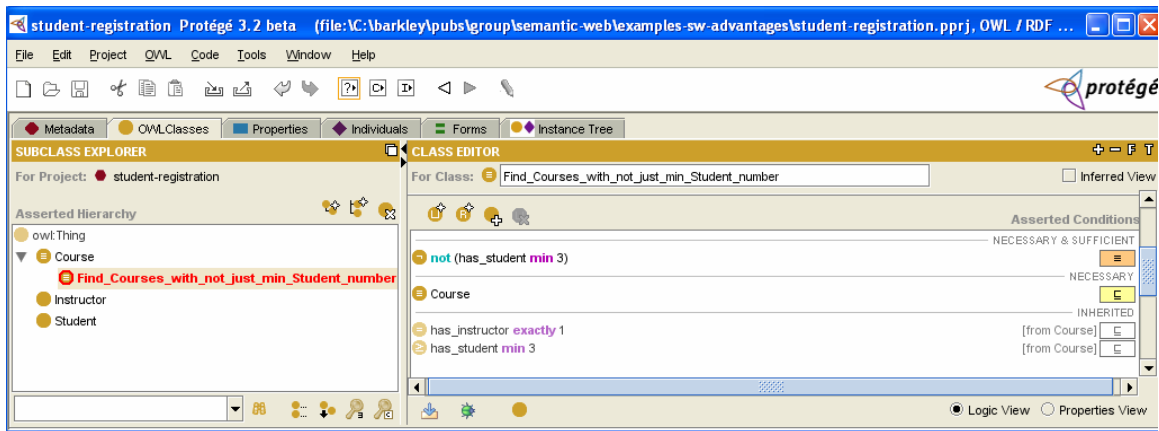 student-registration Protégé 3.2 beta (file:\C:\barkley\pubs\group\semantic-web\examples-sw-advantages\student-registration.pprj, OWL / RDF ...
File Edit Project OWL Code Tools Window Help
protégé
Metadata OWLClasses Properties Individuals Forms Instance Tree
SUBCLASS EXPLORER
For Project: student-registration
Asserted Hierarchy
owl:Thing
Course
Find_Courses_with_not_just_min_Student_number
Instructor
Student
CLASS EDITOR
F T
For Class: Find_Courses_with_not_just_min_Student_number Inferred View
Asserted Conditions
NECESSARY & SUFFICIENT
not (has_student min 3)
NECESSARY
Course
INHERITED
has_instructor exactly 1 [from Course]
has_student min 3 [from Course]
Logic View Properties View